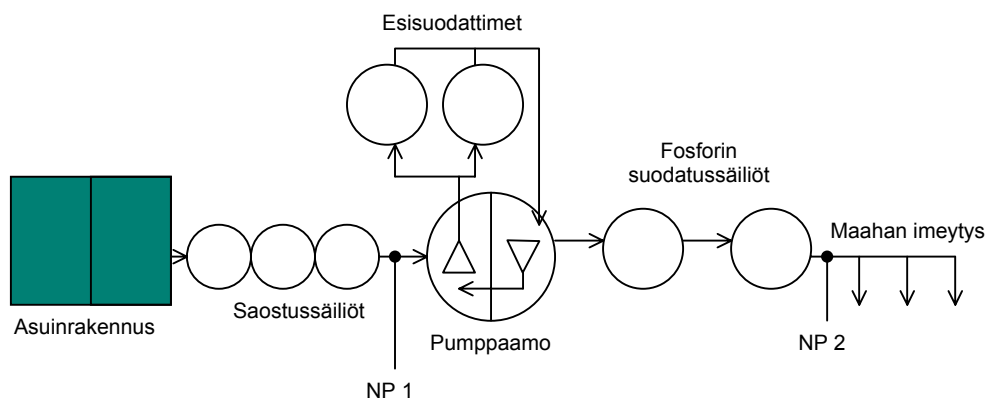 Esisuodattimet
Fosforin
suodatussäiliöt
Maahan imeytys
Saostussäiliöt
Asuinrakennus
Pumppaamo
NP 2
NP 1